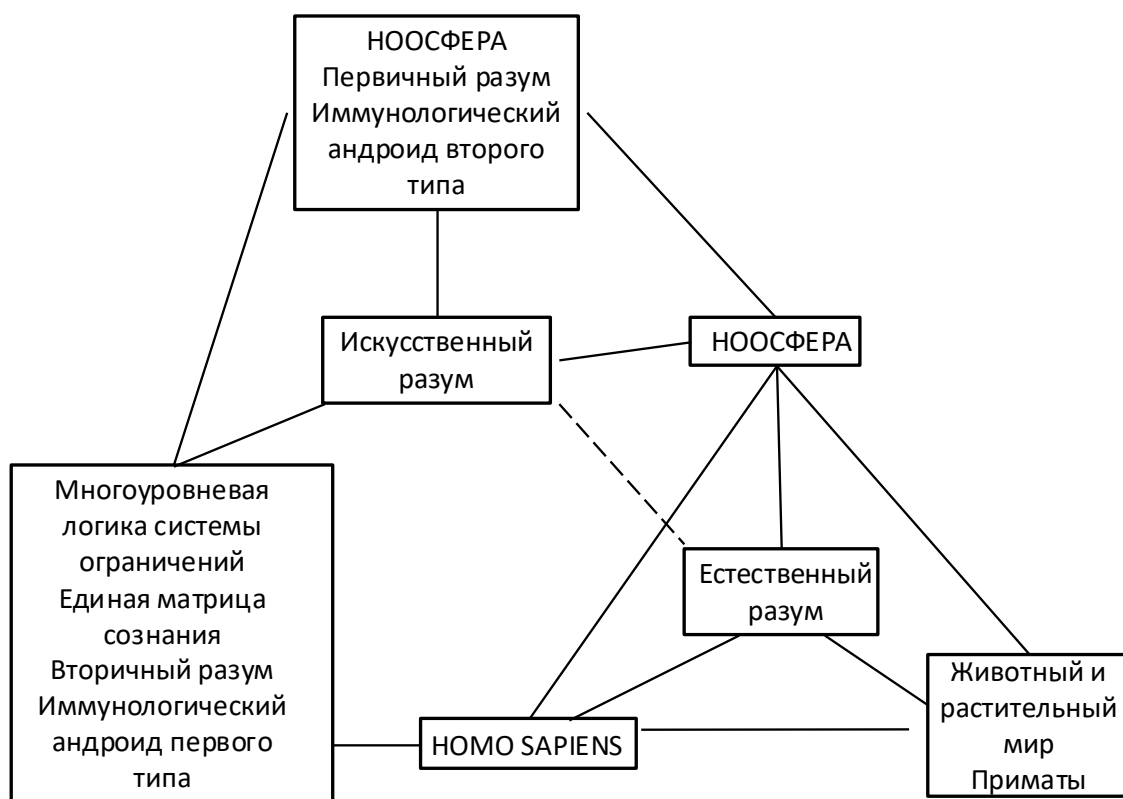 НООСФЕРА
Первичный разум
Иммунологический
андроид второго
типа
Искусственный
разум
НООСФЕРА
Многоуровневая
логика системы
ограничений
Единая матрица
сознания
Вторичный разум
Иммунологический
андроид первого
типа
Естественный
разум
HOMO SAPIENS
Животный и
растительный
мир
Приматы